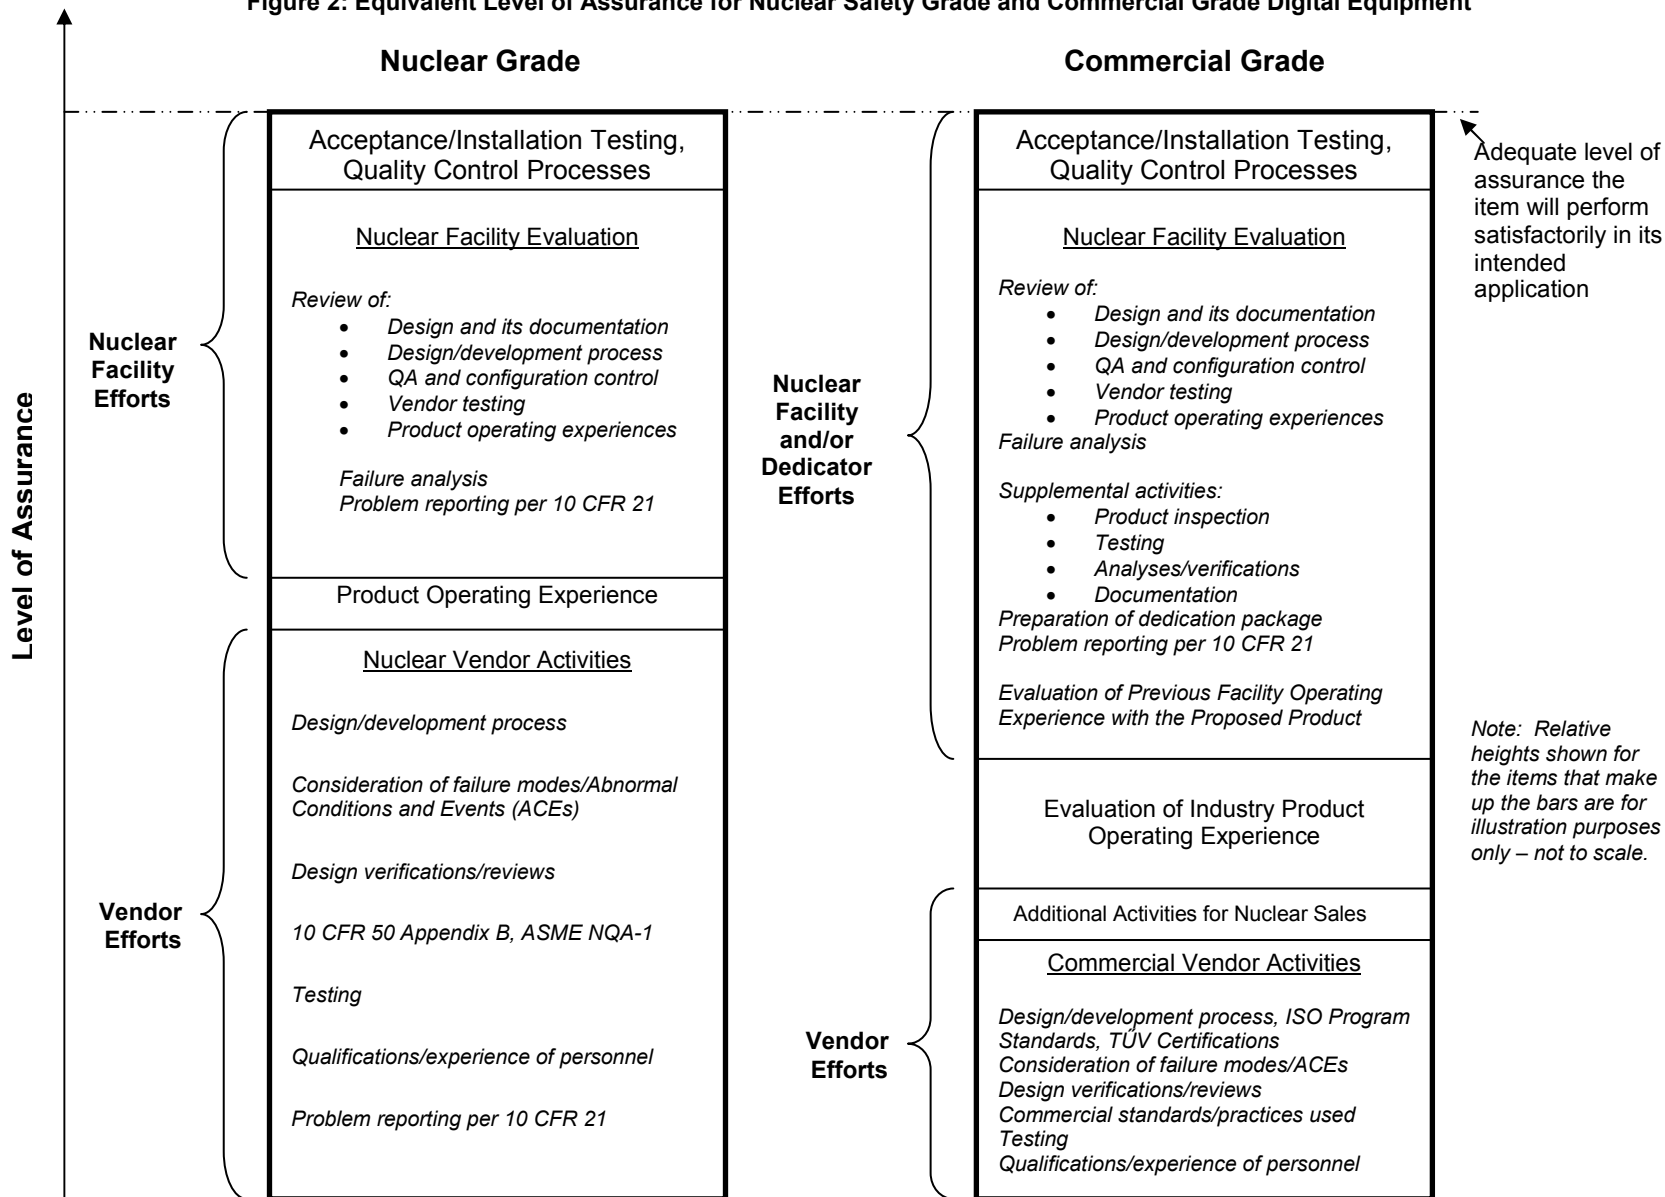 Figure 2: Equivalent Level of Assurance for Nuclear Safety Grade and Commercial Grade Digital Equipment
Nuclear Grade
Commercial Grade
Level of Assurance
Nuclear
Facility
Efforts
Vendor
Efforts
Acceptance/Installation Testing,
Quality Control Processes
Nuclear Facility Evaluation
Review of:
• Design and its documentation
• Design/development process
• QA and configuration control
• Vendor testing
• Product operating experiences
Failure analysis
Problem reporting per 10 CFR 21
Product Operating Experience
Nuclear Vendor Activities
Design/development process
Consideration of failure modes/Abnormal
Conditions and Events (ACEs)
Design verifications/reviews
10 CFR 50 Appendix B, ASME NQA-1
Testing
Qualifications/experience of personnel
Problem reporting per 10 CFR 21
Nuclear
Facility
and/or
Dedicator
Efforts
Vendor
Efforts
Acceptance/Installation Testing,
Quality Control Processes
Nuclear Facility Evaluation
Review of:
• Design and its documentation
• Design/development process
• QA and configuration control
• Vendor testing
• Product operating experiences
Failure analysis
Supplemental activities:
• Product inspection
• Testing
• Analyses/verifications
• Documentation
Preparation of dedication package
Problem reporting per 10 CFR 21
Evaluation of Previous Facility Operating
Experience with the Proposed Product
Evaluation of Industry Product
Operating Experience
Additional Activities for Nuclear Sales
Commercial Vendor Activities
Design/development process, ISO Program
Standards, TŰV Certifications
Consideration of failure modes/ACEs
Design verifications/reviews
Commercial standards/practices used
Testing
Qualifications/experience of personnel
Adequate level of
assurance the
item will perform
satisfactorily in its
intended
application
Note: Relative
heights shown for
the items that make
up the bars are for
illustration purposes
only – not to scale.